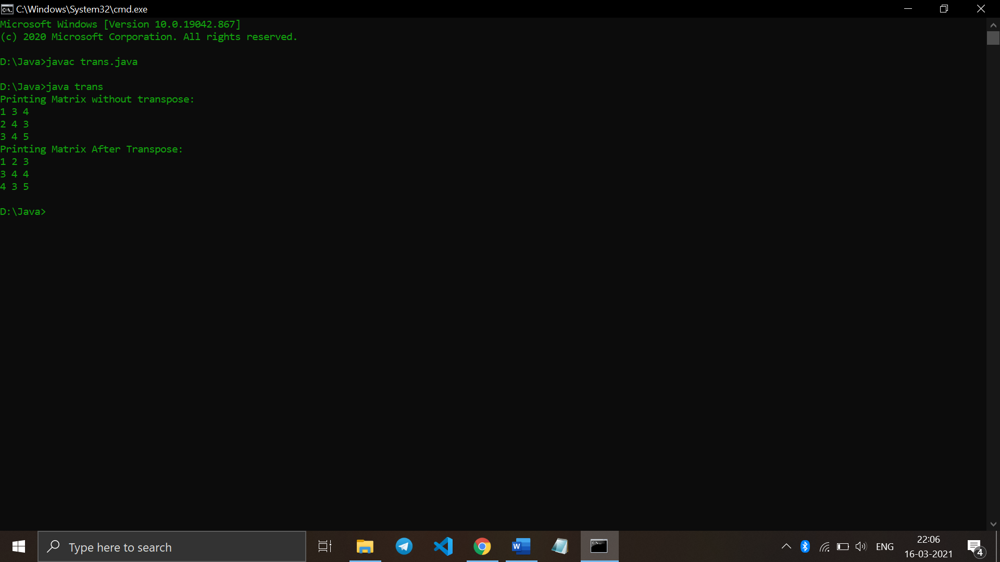 C:\Windows\System32\cmd.exe
Microsoft Windows [Version 10.0.19042.867]
(c) 2020 Microsoft Corporation. All rights reserved.
D:\Java>javac trans.java
D:\Java>java trans
Printing Matrix without transpose:
1 3 4
2 4 3
3 4 5
Printing Matrix After Transpose:
1 2 3
3 4 4
4 3 5
D:\Java>
Type here to search
W
ENG
22:06
16-03-2021
4